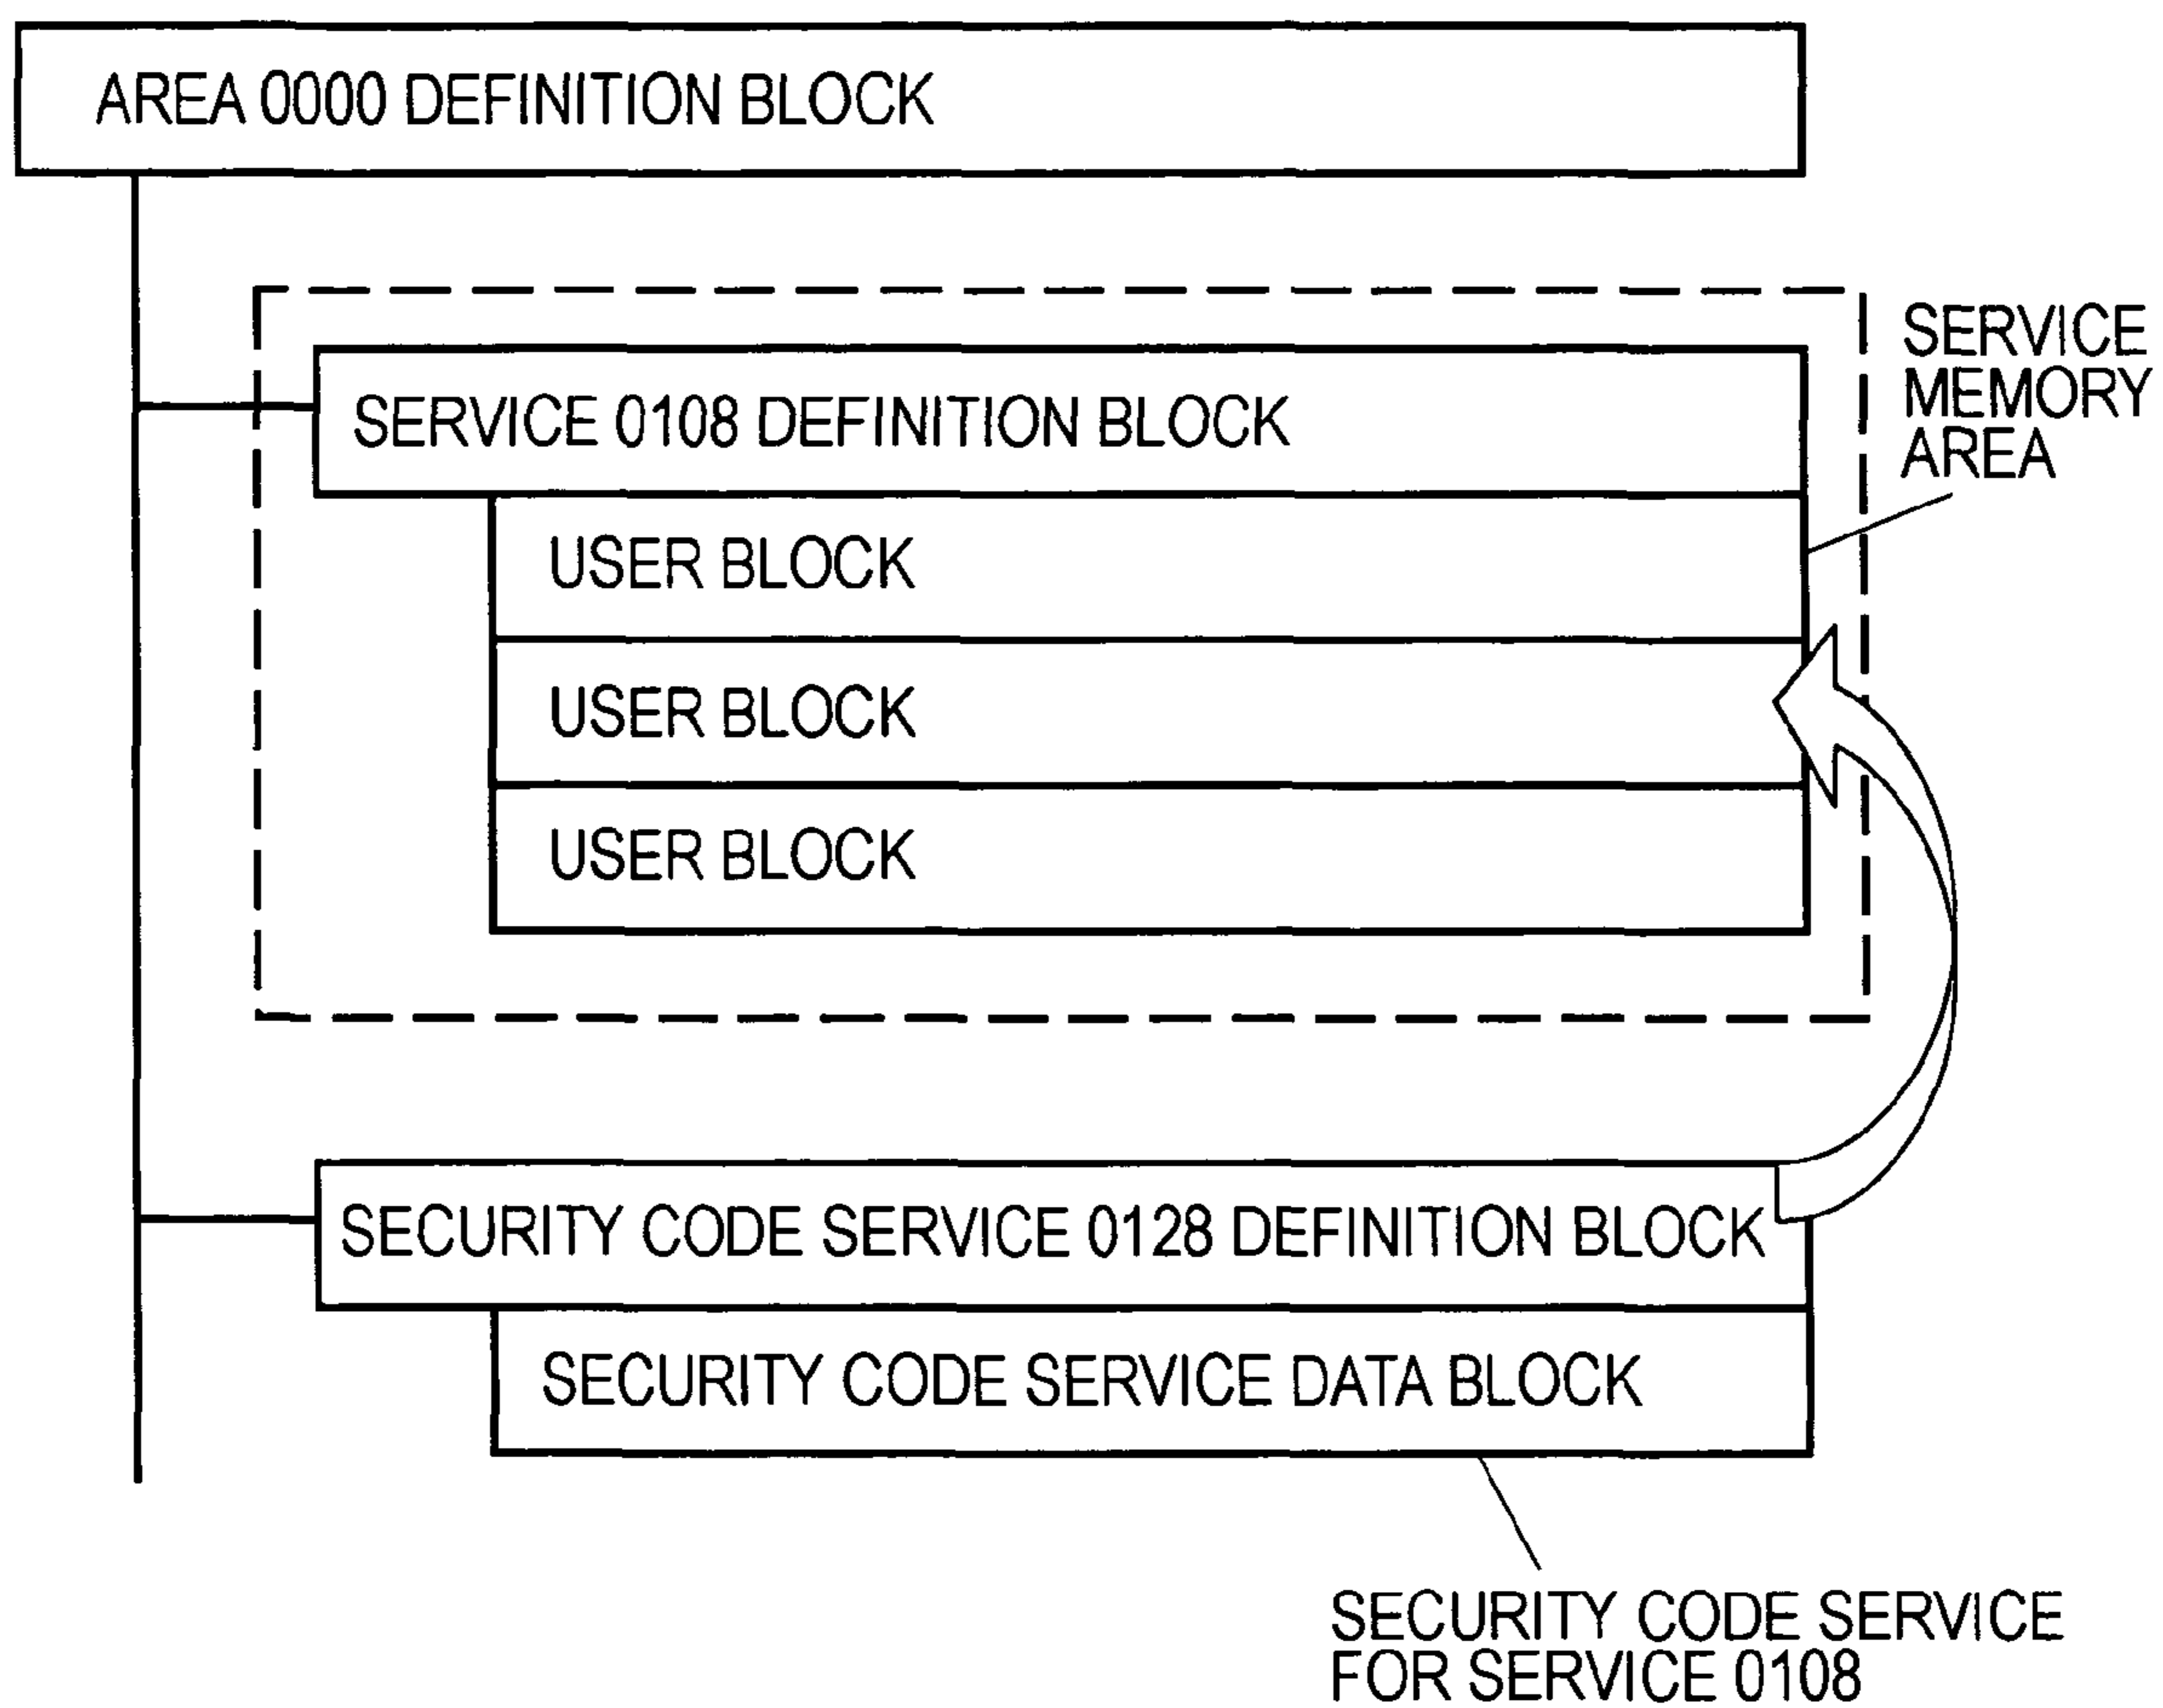 AREA 0000 DEFINITION BLOCK
SERVICE
MEMORY
AREA
SERVICE 0108 DEFINITION BLOCK
USER BLOCK
USER BLOCK
USER BLOCK
SECURITY CODE SERVICE 0128 DEFINITION BLOCK
SECURITY CODE SERVICE DATA BLOCK
SECURITY CODE SERVICE
FOR SERVICE 0108